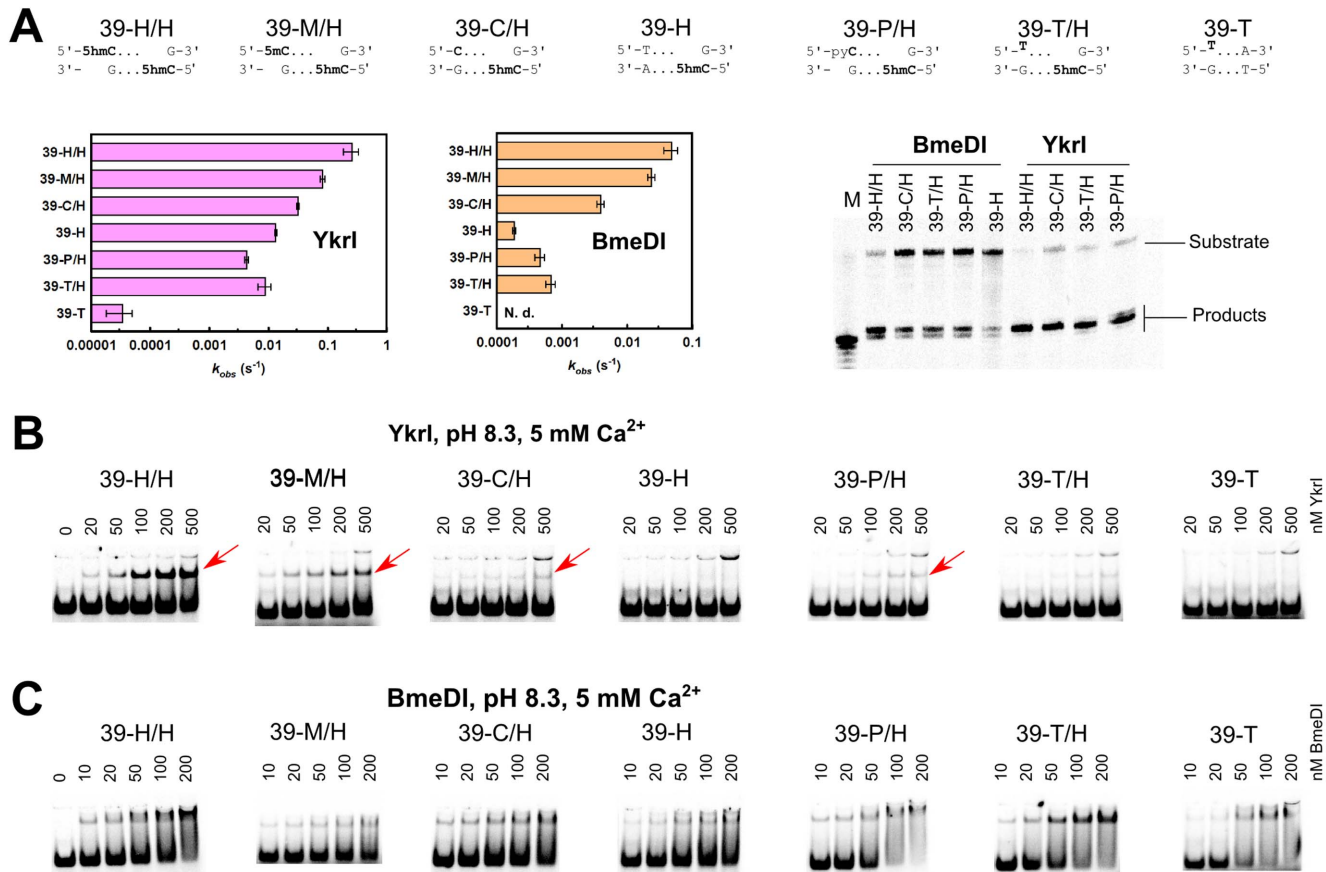 A
39-H/H 39-M/H 39-C/H 39-H 39-P/H 39-T/H 39-T
5'-5hmC... G-3' 5'-5mC... G-3' 5'-C... G-3' 5'-T... G-3' 5'-pyC... G-3' 5'-T... G-3' 5'-T... A-3'
3'- G...5hmC-5' 3'- G...5hmC-5' 3'-G...5hmC-5' 3'-A...5hmC-5' 3'- G...5hmC-5' 3'-G...5hmC-5' 3'-G...T-5'
39-H/H
39-M/H
39-C/H
39-H
39-P/H
39-T/H
39-T
YkrI
0.00001 0.0001 0.001 0.01 0.1 1
kobs (s-1)
39-H/H
39-M/H
39-C/H
39-H
39-P/H
39-T/H
39-T
BmeDI
N. d.
0.0001 0.001 0.01 0.1
kobs (s-1)
BmeDI YkrI
M 39-H/H 39-C/H 39-T/H 39-P/H 39-H 39-H/H 39-C/H 39-T/H 39-P/H
Substrate
Products
B
YkrI, pH 8.3, 5 mM Ca2+
39-H/H 39-M/H 39-C/H 39-H 39-P/H 39-T/H 39-T
0 20 50 100 200 500 20 50 100 200 500 20 50 100 200 500 20 50 100 200 500 20 50 100 200 500 20 50 100 200 500 20 50 100 200 500 nM YkrI
C
BmeDI, pH 8.3, 5 mM Ca2+
39-H/H 39-M/H 39-C/H 39-H 39-P/H 39-T/H 39-T
0 10 20 50 100 200 10 20 50 100 200 10 20 50 100 200 10 20 50 100 200 10 20 50 100 200 10 20 50 100 200 10 20 50 100 200 nM BmeDI